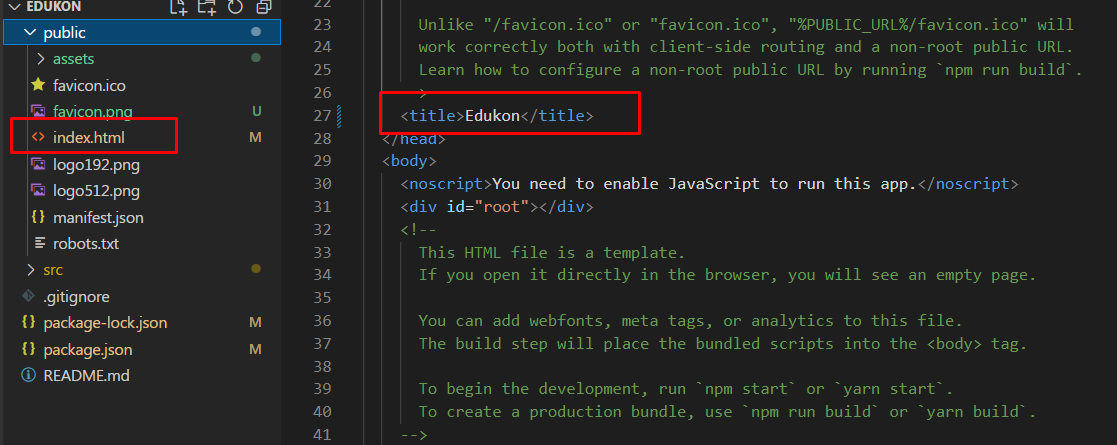 EDUKON
public
assets
favicon.ico
favicon.png U
index.html M
logo192.png
logo512.png
manifest.json
robots.txt
src
.gitignore
package-lock.json M
package.json M
README.md
22
23 Unlike "/favicon.ico" or "favicon.ico", "%PUBLIC_URL%/favicon.ico" will
24 work correctly both with client-side routing and a non-root public URL.
25 Learn how to configure a non-root public URL by running `npm run build`.
26 >
27 <title>Edukon</title>
28 </head>
29 <body>
30 <noscript>You need to enable JavaScript to run this app.</noscript>
31 <div id="root"></div>
32 <!--
33 This HTML file is a template.
34 If you open it directly in the browser, you will see an empty page.
35
36 You can add webfonts, meta tags, or analytics to this file.
37 The build step will place the bundled scripts into the <body> tag.
38
39 To begin the development, run `npm start` or `yarn start`.
40 To create a production bundle, use `npm run build` or `yarn build`.
41 -->